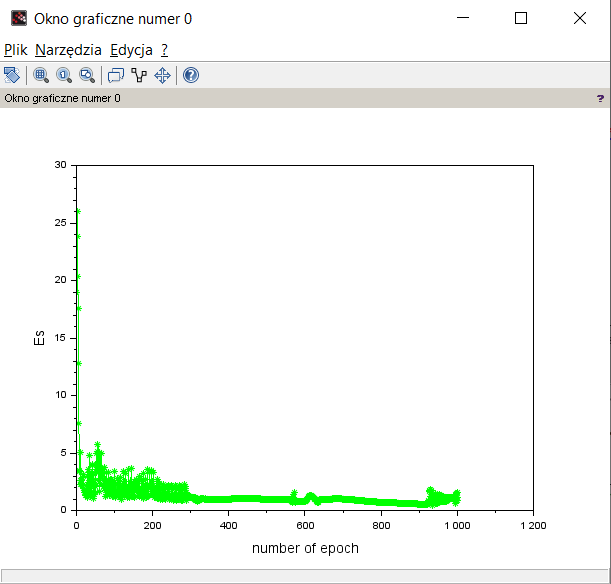 Okno graficzne numer 0
Plik Narzędzia Edycja ?
Okno graficzne numer 0 ?
30
25
20
15
10
5
0
Es
0 200 400 600 800 1 000 1 200
number of epoch